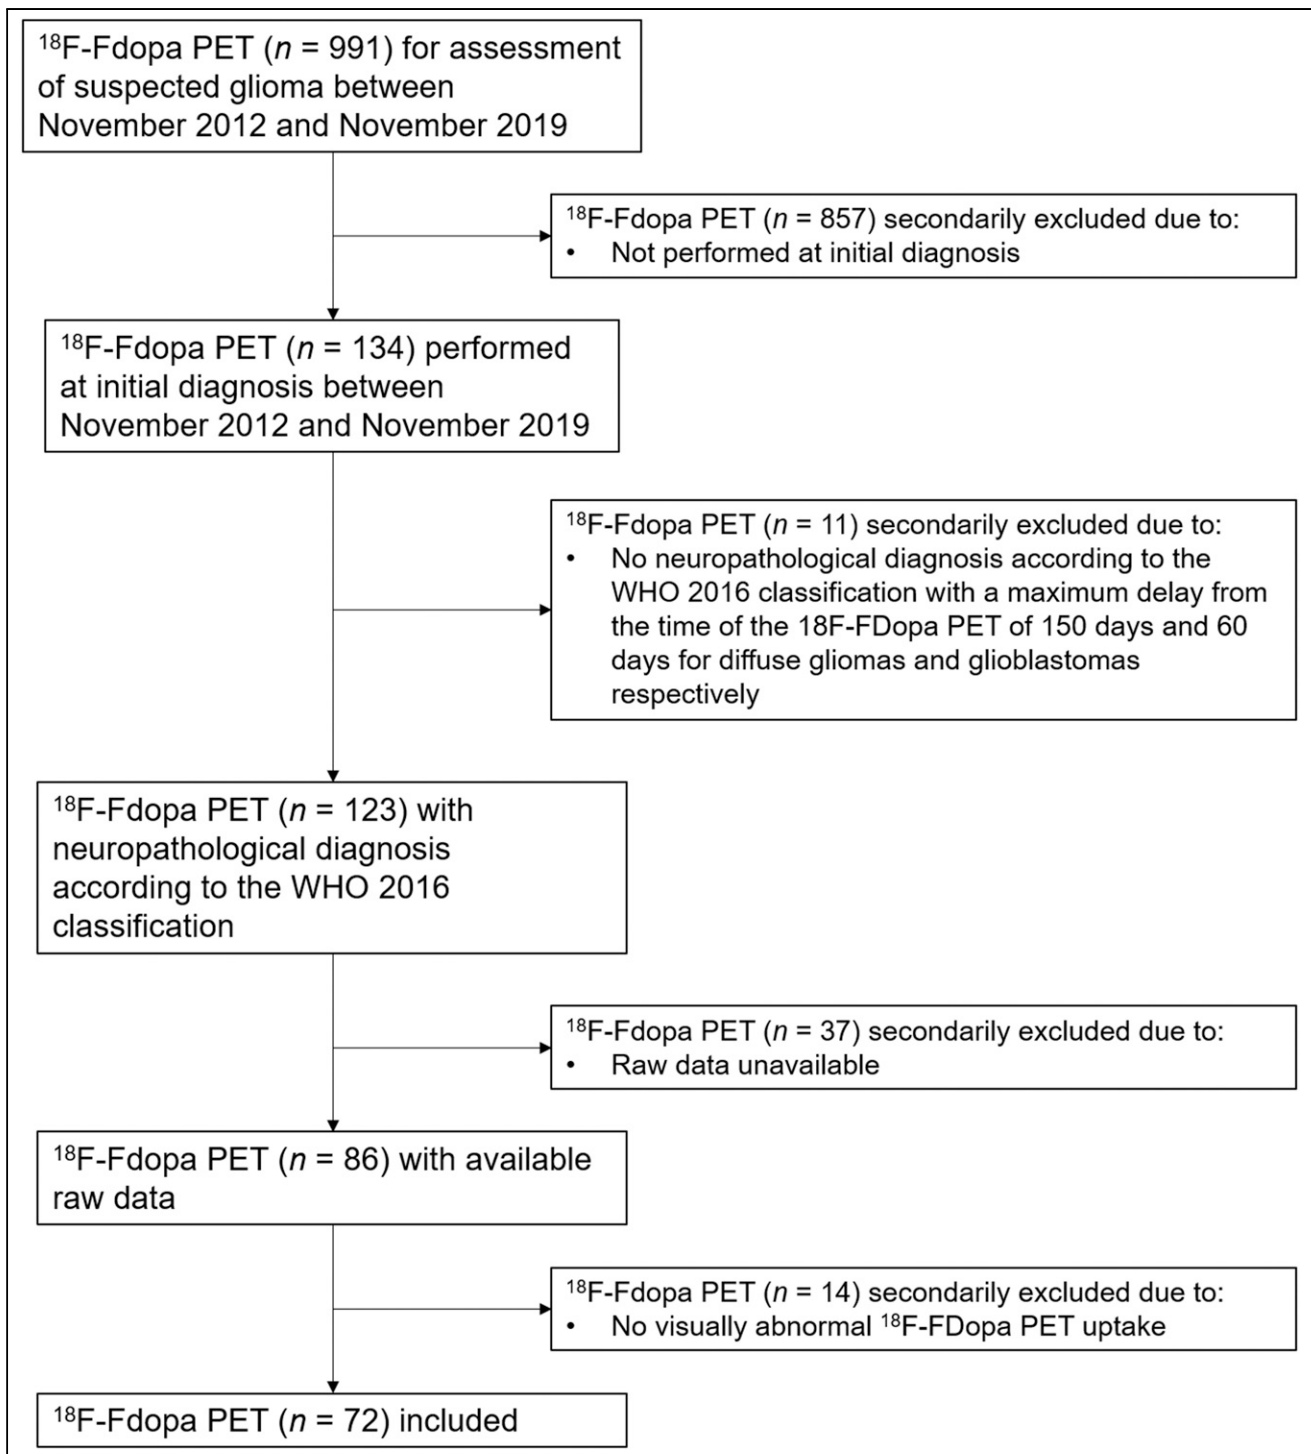 ¹⁸F-Fdopa PET (n = 991) for assessment
of suspected glioma between
November 2012 and November 2019
¹⁸F-Fdopa PET (n = 857) secondarily excluded due to:
• Not performed at initial diagnosis
¹⁸F-Fdopa PET (n = 134) performed
at initial diagnosis between
November 2012 and November 2019
¹⁸F-Fdopa PET (n = 11) secondarily excluded due to:
• No neuropathological diagnosis according to the
WHO 2016 classification with a maximum delay from
the time of the 18F-FDopa PET of 150 days and 60
days for diffuse gliomas and glioblastomas
respectively
¹⁸F-Fdopa PET (n = 123) with
neuropathological diagnosis
according to the WHO 2016
classification
¹⁸F-Fdopa PET (n = 37) secondarily excluded due to:
• Raw data unavailable
¹⁸F-Fdopa PET (n = 86) with available
raw data
¹⁸F-Fdopa PET (n = 14) secondarily excluded due to:
• No visually abnormal ¹⁸F-FDopa PET uptake
¹⁸F-Fdopa PET (n = 72) included